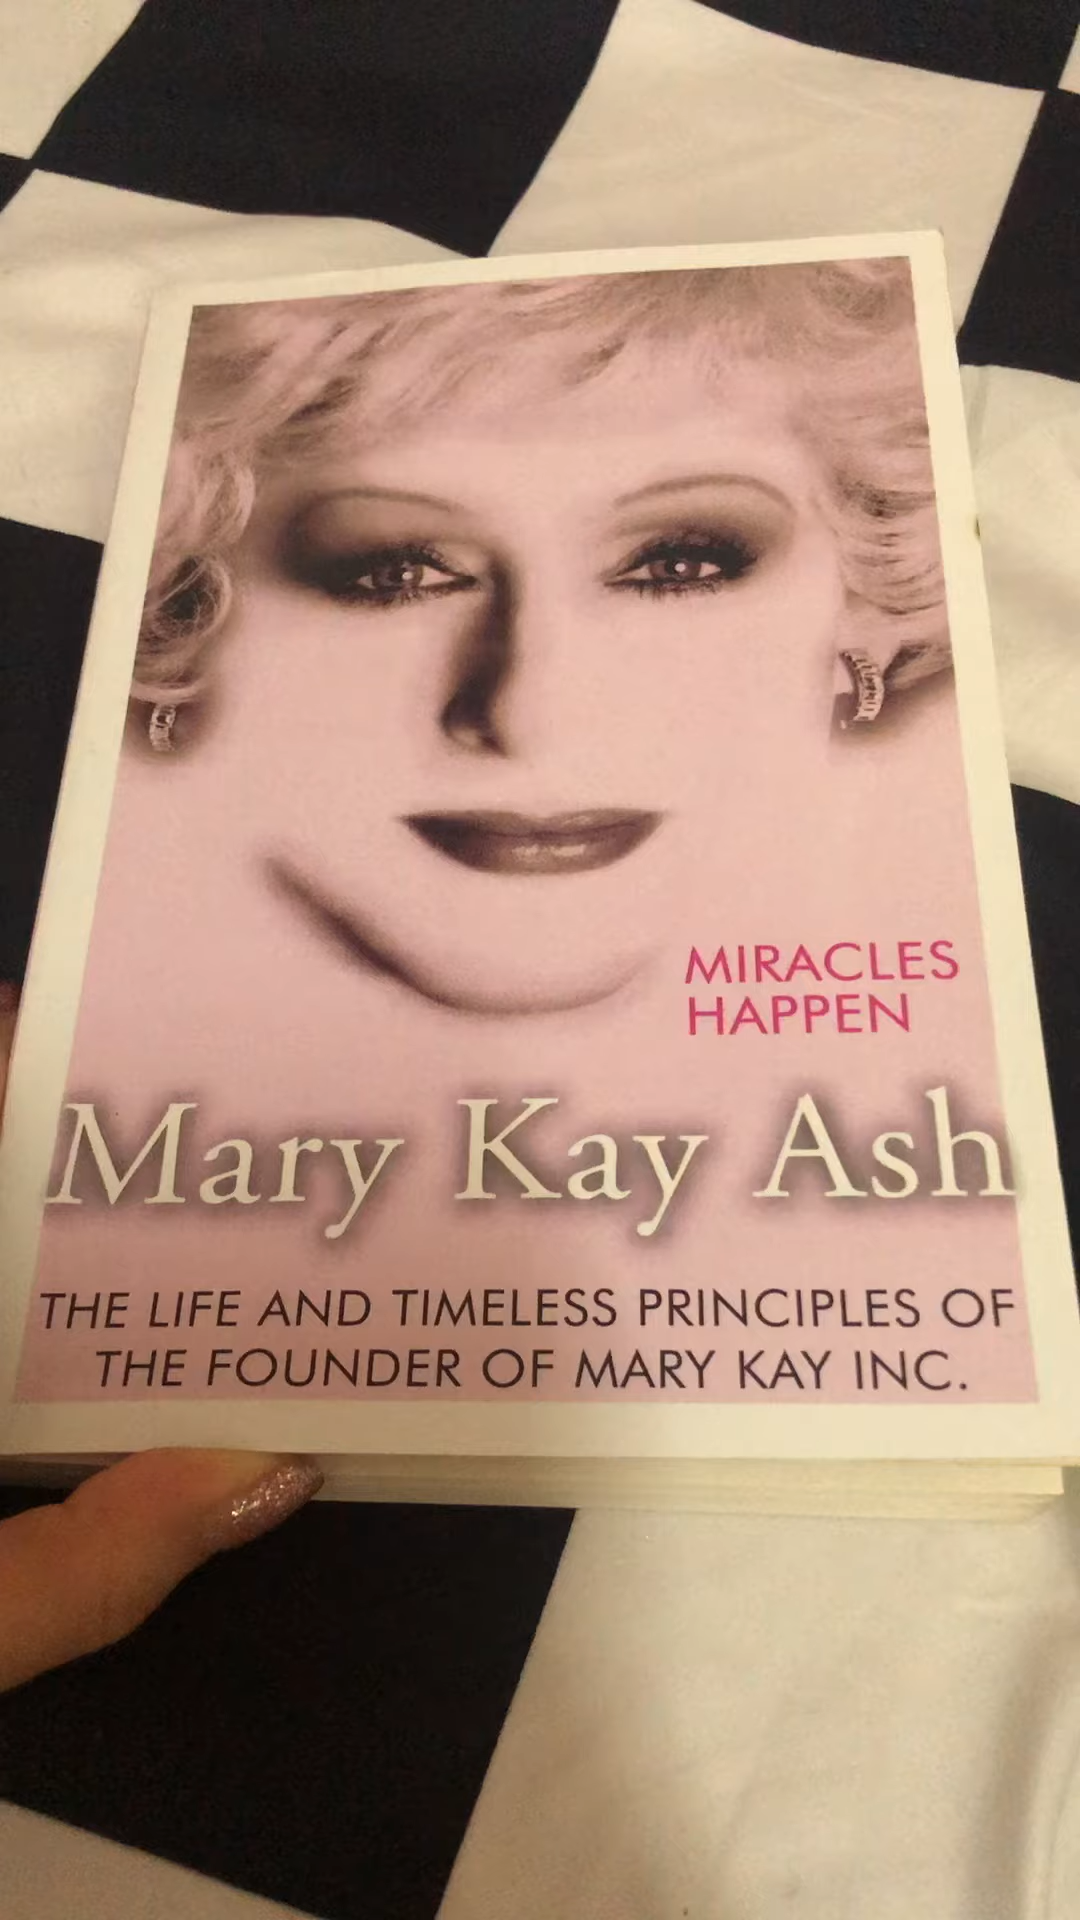 MIRACLES
HAPPEN
Mary Kay Ash
THE LIFE AND TIMELESS PRINCIPLES OF
THE FOUNDER OF MARY KAY INC.